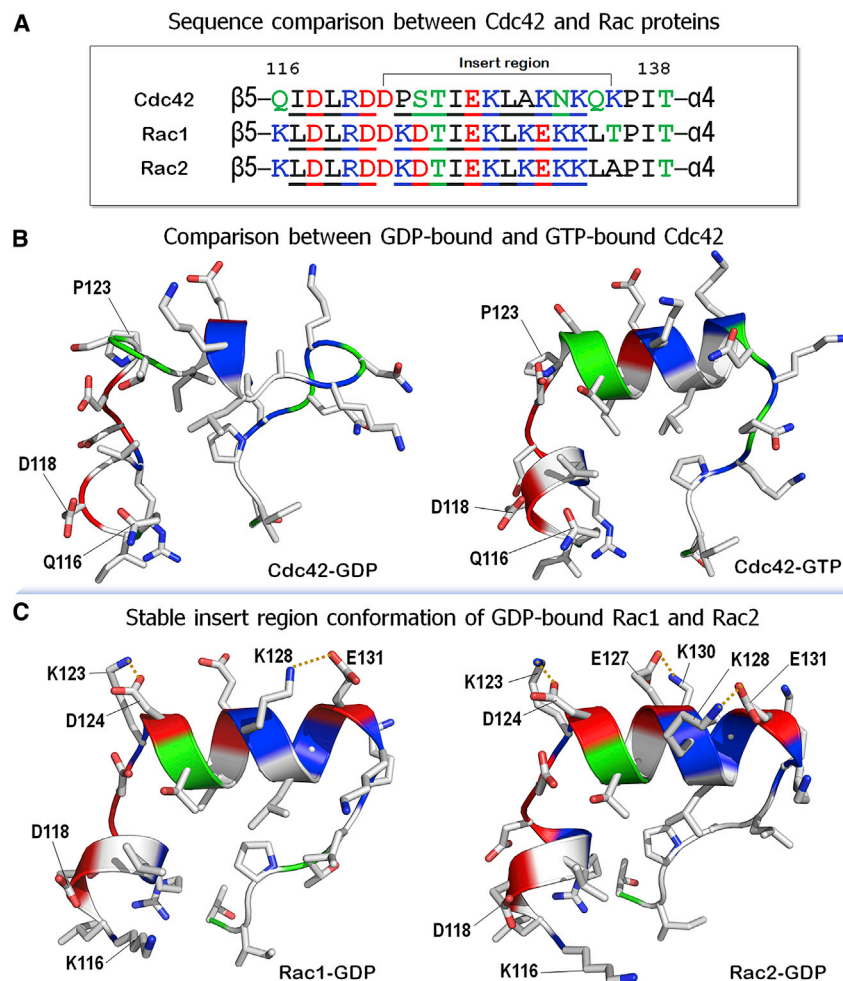 A Sequence comparison between Cdc42 and Rac proteins
116 Insert region 138
Cdc42 β5–QIDLRDDPSTIEKLAKNKQKPIT–α4
Rac1 β5–KLDLRDDKDTIEKLKEKKLTPIT–α4
Rac2 β5–KLDLRDDKDTIEKLKEKKLAPIT–α4
B Comparison between GDP-bound and GTP-bound Cdc42
P123
D118
Q116
Cdc42-GDP
P123
D118
Q116
Cdc42-GTP
C Stable insert region conformation of GDP-bound Rac1 and Rac2
K123
D124
K128
E131
D118
K116
Rac1-GDP
K123
D124
E127
K130
K128
E131
D118
K116
Rac2-GDP